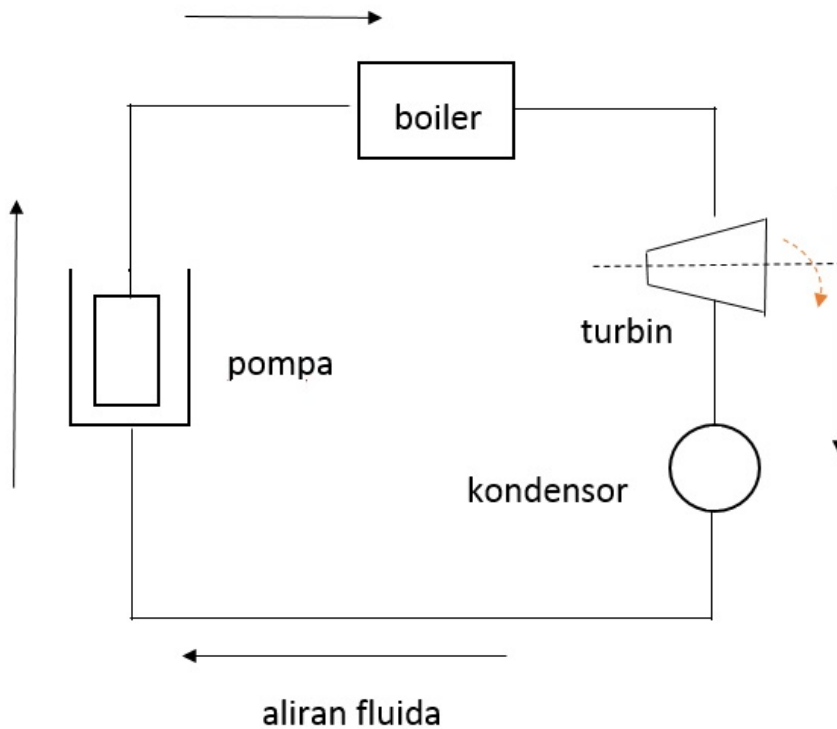 boiler
turbin
pompa
kondensor
aliran fluida